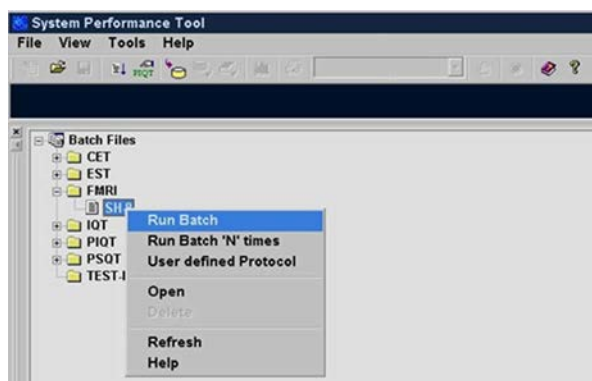 System Performance Tool
File View Tools Help
PIQT
Batch Files
CET
EST
FMRI
Run Batch
IQT
Run Batch 'N' times
PIQT
User defined Protocol
PSQT
Open
Delete
Refresh
Help